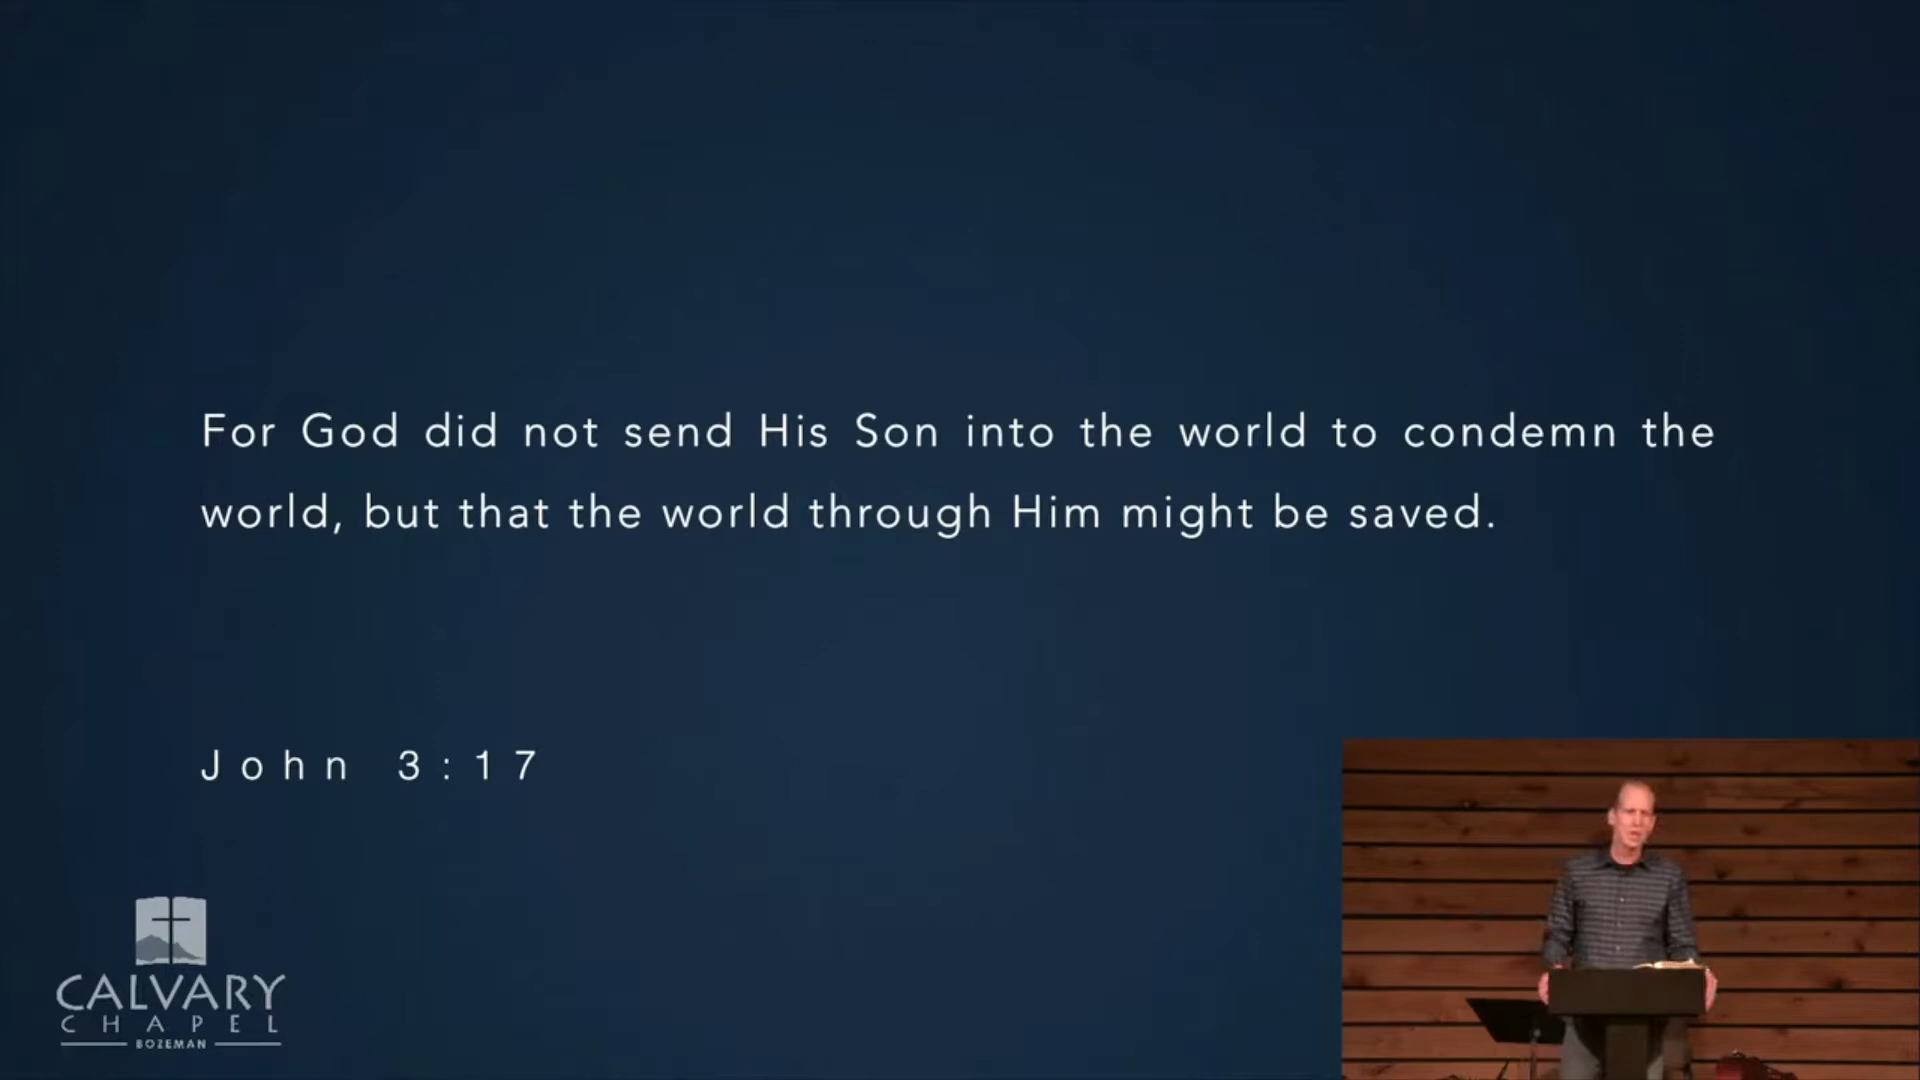 For God did not send His Son into the world to condemn the
world, but that the world through Him might be saved.
John 3:17
CALVARY
CHAPEL
BOZEMAN